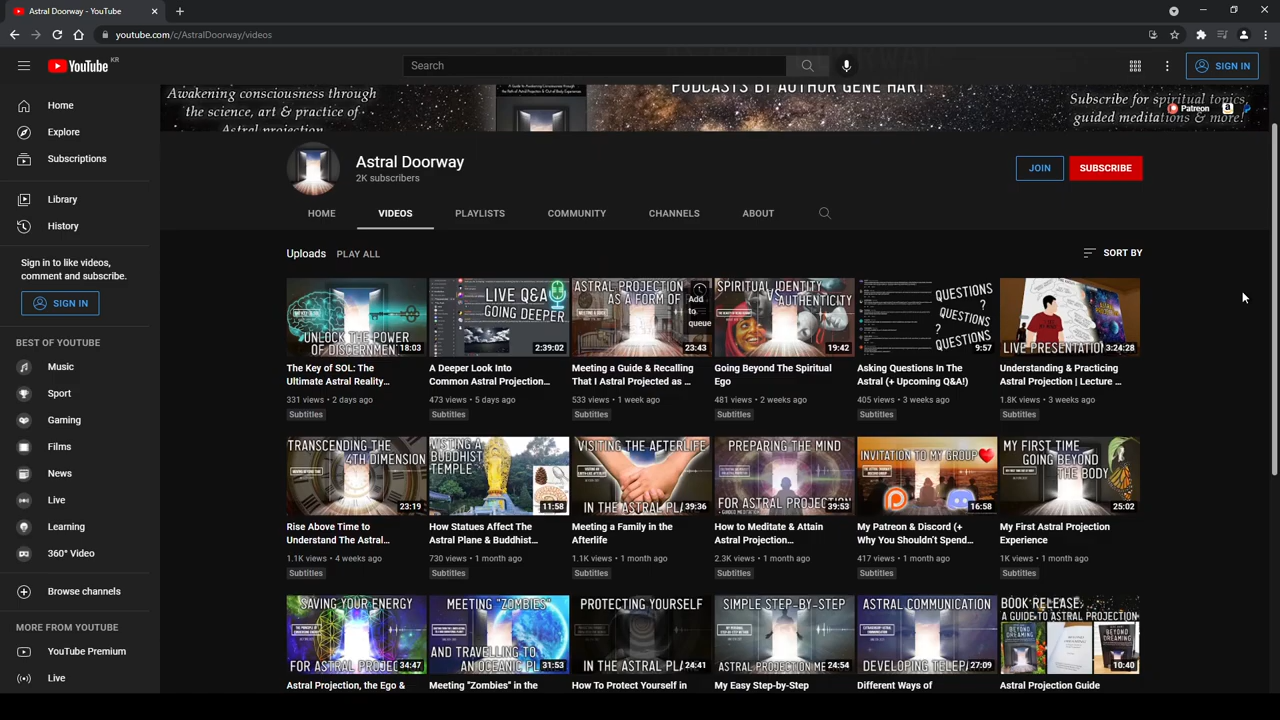 Astral Doorway - YouTube
youtube.com/c/AstralDoorway/videos
YouTube KR
Search
SIGN IN
Awakening consciousness through
the science, art & practice of
Astral projection
PODCASTS BY AUTHOR GENE HART
Subscribe for spiritual topics,
guided meditations & more!
Patreon
Home
Explore
Subscriptions
Library
History
Sign in to like videos,
comment and subscribe.
SIGN IN
BEST OF YOUTUBE
Music
Sport
Gaming
Films
News
Live
Learning
360° Video
Browse channels
MORE FROM YOUTUBE
YouTube Premium
Live
Astral Doorway
2K subscribers
JOIN
SUBSCRIBE
HOME
VIDEOS
PLAYLISTS
COMMUNITY
CHANNELS
ABOUT
Uploads
PLAY ALL
SORT BY
UNLOCK THE POWER
OF DISCERNMENT
18:03
The Key of SOL: The
Ultimate Astral Reality...
331 views • 2 days ago
Subtitles
LIVE Q&A
GOING DEEPER
2:39:02
A Deeper Look Into
Common Astral Projection...
473 views • 5 days ago
Subtitles
ASTRAL PROJECTION
AS A FORM OF
Add
to
queue
23:43
Meeting a Guide & Recalling
That I Astral Projected as ...
533 views • 1 week ago
Subtitles
SPIRITUAL IDENTITY
AUTHENTICITY
19:42
Going Beyond The Spiritual
Ego
481 views • 2 weeks ago
Subtitles
QUESTIONS
?
QUESTIONS
?
QUESTIONS
9:57
Asking Questions In The
Astral (+ Upcoming Q&A!)
405 views • 3 weeks ago
Subtitles
LIVE PRESENTATION
3:24:28
Understanding & Practicing
Astral Projection | Lecture ...
1.8K views • 3 weeks ago
Subtitles
TRANSCENDING THE
4TH DIMENSION
23:19
Rise Above Time to
Understand The Astral...
1.1K views • 4 weeks ago
Subtitles
VISTING A
BUDDHIST
TEMPLE
11:58
How Statues Affect The
Astral Plane & Buddhist...
730 views • 1 month ago
Subtitles
VISITING THE AFTERLIFE
IN THE ASTRAL PL
39:36
Meeting a Family in the
Afterlife
1.1K views • 1 month ago
Subtitles
PREPARING THE MIND
FOR ASTRAL PROJECTION
39:53
How to Meditate & Attain
Astral Projection...
2.3K views • 1 month ago
Subtitles
INVITATION TO MY GROUP
16:58
My Patreon & Discord (+
Why You Shouldn't Spend...
417 views • 1 month ago
Subtitles
MY FIRST TIME
GOING BEYOND
THE BODY
25:02
My First Astral Projection
Experience
1K views • 1 month ago
Subtitles
SAVING YOUR ENERGY
FOR ASTRAL PROJEC
34:47
Astral Projection, the Ego &
MEETING "ZOMBIES"
AND TRAVELLING TO
AN OCEANIC PL
31:53
Meeting "Zombies" in the
PROTECTING YOURSELF
IN THE ASTRAL PL
24:41
How To Protect Yourself in
SIMPLE STEP-BY-STEP
ASTRAL PROJECTION ME
24:54
My Easy Step-by-Step
ASTRAL COMMUNICATION
DEVELOPING TELEP
27:09
Different Ways of
BOOK RELEASE:
A GUIDE TO ASTRAL PROJECTION
10:40
Astral Projection Guide